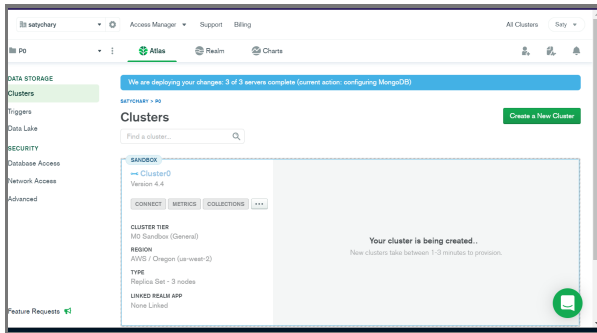 satychary Access Manager Support Billing All Clusters Saty
P0 Atlas Realm Charts
DATA STORAGE
Clusters
Triggers
Data Lake
SECURITY
Database Access
Network Access
Advanced
Feature Requests
We are deploying your changes: 3 of 3 servers complete (current action: configuring MongoDB)
SATYCHARY > P0
Clusters
Create a New Cluster
Find a cluster...
SANDBOX
Cluster0
Version 4.4
CONNECT METRICS COLLECTIONS ...
CLUSTER TIER
M0 Sandbox (General)
REGION
AWS / Oregon (us-west-2)
TYPE
Replica Set - 3 nodes
LINKED REALM APP
None Linked
Your cluster is being created..
New clusters take between 1-3 minutes to provision.